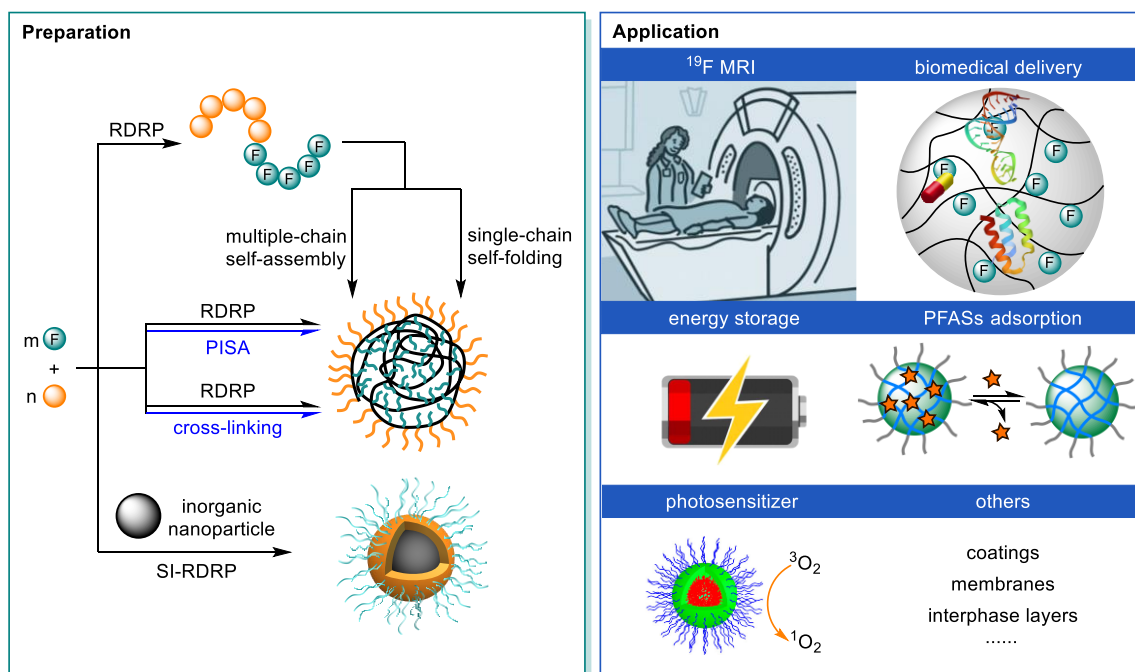 Preparation
RDRP
F
F
F
F
F
multiple-chain
self-assembly
single-chain
self-folding
m F
+
n
RDRP
PISA
RDRP
cross-linking
inorganic
nanoparticle
SI-RDRP
Application
¹⁹F MRI
biomedical delivery
F
F
F
F
F
F
F
F
energy storage
PFASs adsorption
photosensitizer
others
³O₂
¹O₂
coatings
membranes
interphase layers
......